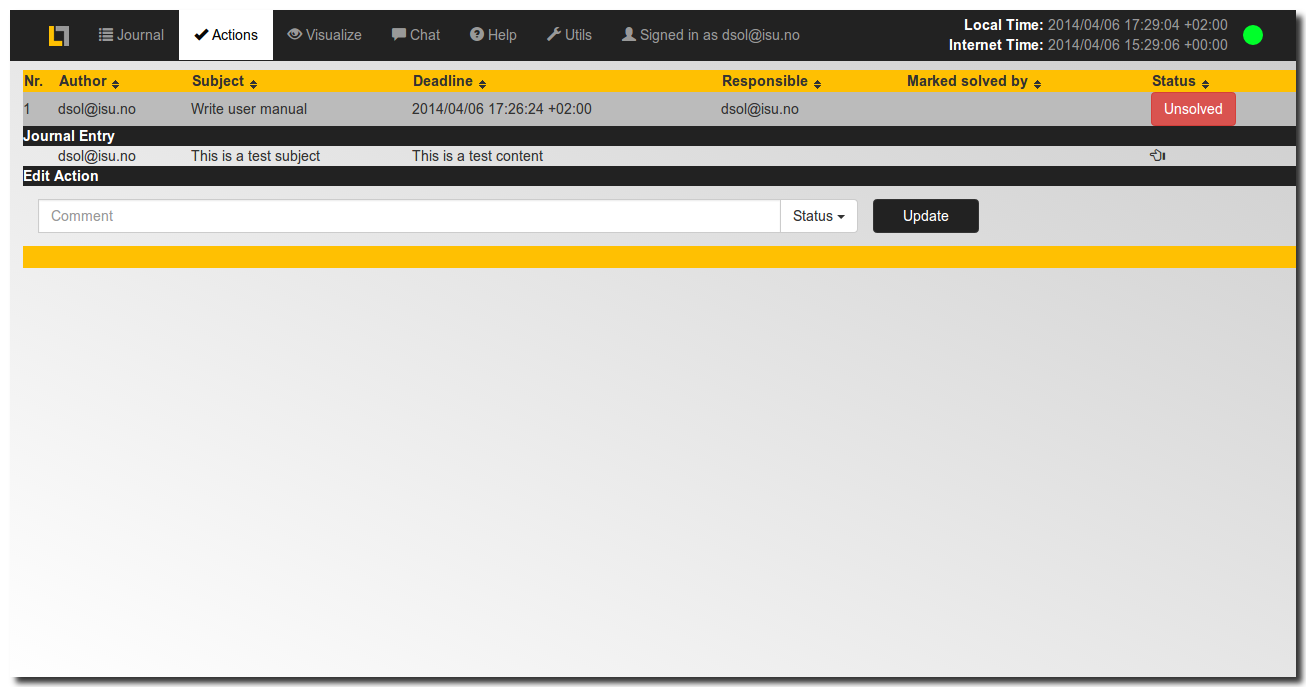 Journal Actions Visualize Chat Help Utils Signed in as dsol@isu.no
Local Time: 2014/04/06 17:29:04 +02:00
Internet Time: 2014/04/06 15:29:06 +00:00
Nr. Author Subject Deadline Responsible Marked solved by Status
1 dsol@isu.no Write user manual 2014/04/06 17:26:24 +02:00 dsol@isu.no Unsolved
Journal Entry
dsol@isu.no This is a test subject This is a test content
Edit Action
Comment Status Update